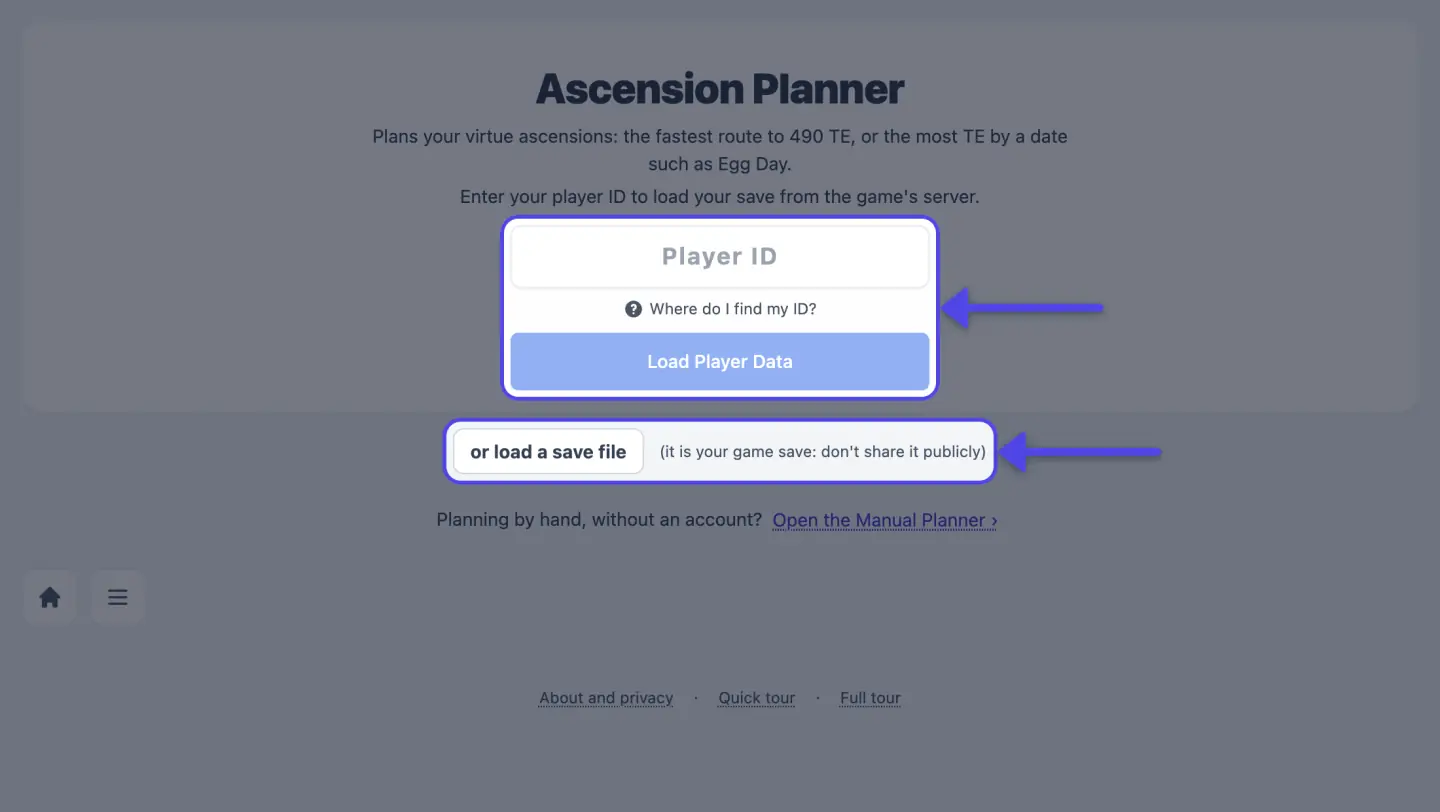 Ascension Planner
Plans your virtue ascensions: the fastest route to 490 TE, or the most TE by a date
such as Egg Day.
Enter your player ID to load your save from the game's server.
Player ID
? Where do I find my ID?
Load Player Data
or load a save file (it is your game save: don't share it publicly)
Planning by hand, without an account? Open the Manual Planner ›
About and privacy · Quick tour · Full tour